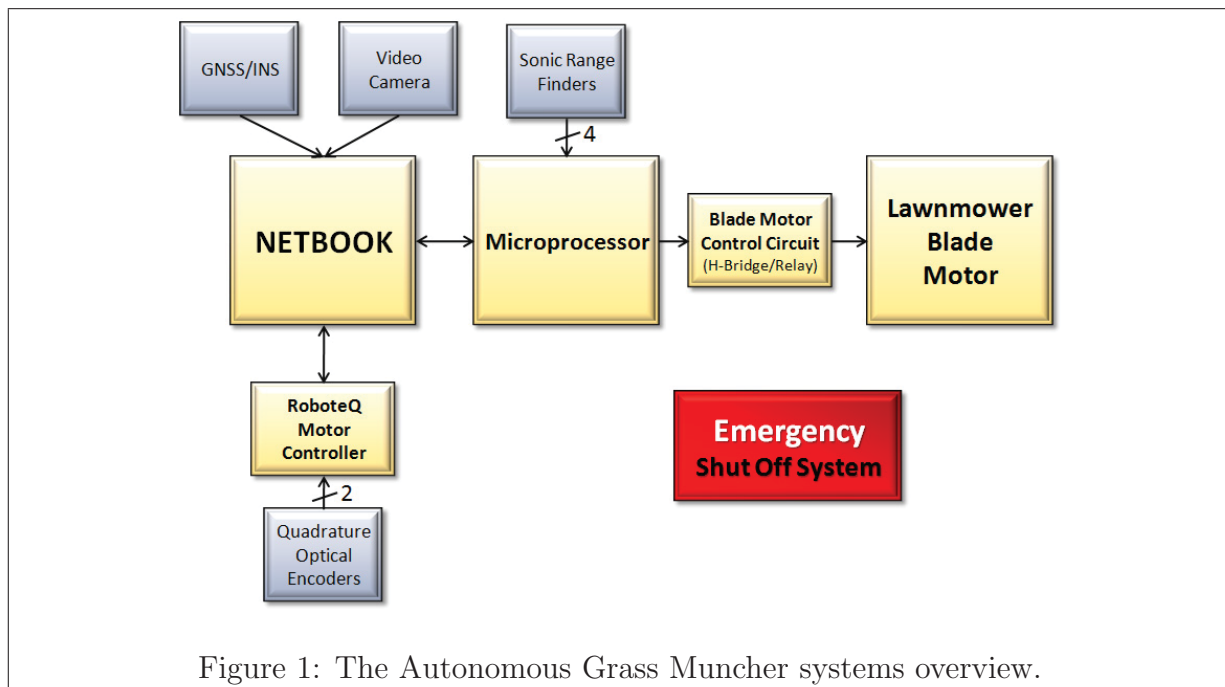 GNSS/INS
Video
Camera
Sonic Range
Finders
4
NETBOOK
Microprocessor
Blade Motor
Control Circuit
(H-Bridge/Relay)
Lawnmower
Blade
Motor
RoboteQ
Motor
Controller
2
Quadrature
Optical
Encoders
Emergency
Shut Off System
Figure 1: The Autonomous Grass Muncher systems overview.